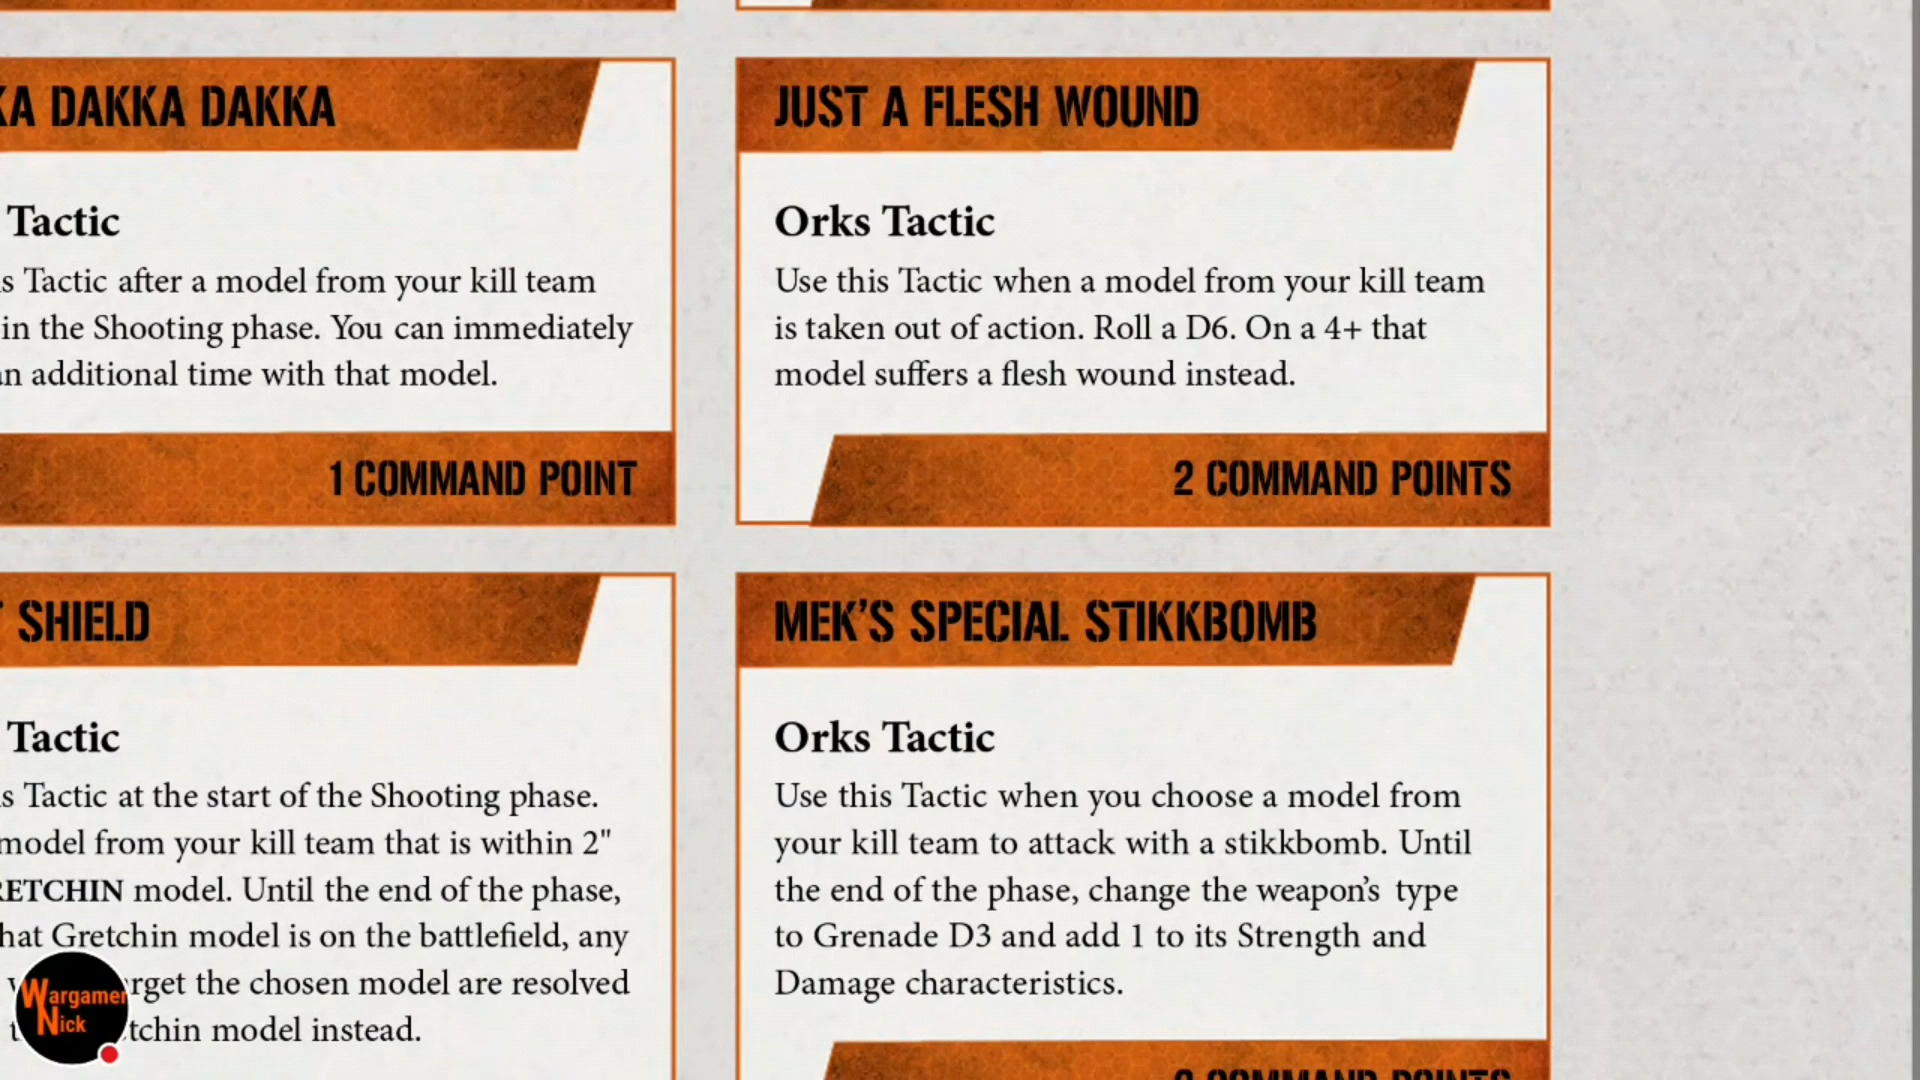 KA DAKKA DAKKA
Tactic
s Tactic after a model from your kill team
in the Shooting phase. You can immediately
an additional time with that model.
1 COMMAND POINT
JUST A FLESH WOUND
Orks Tactic
Use this Tactic when a model from your kill team
is taken out of action. Roll a D6. On a 4+ that
model suffers a flesh wound instead.
2 COMMAND POINTS
SHIELD
Tactic
s Tactic at the start of the Shooting phase.
model from your kill team that is within 2"
RETCHIN model. Until the end of the phase,
hat Gretchin model is on the battlefield, any
rget the chosen model are resolved
tchin model instead.
MEK’S SPECIAL STIKKBOMB
Orks Tactic
Use this Tactic when you choose a model from
your kill team to attack with a stikkbomb. Until
the end of the phase, change the weapon’s type
to Grenade D3 and add 1 to its Strength and
Damage characteristics.
COMMAND POINTS
Wargamer
Nick